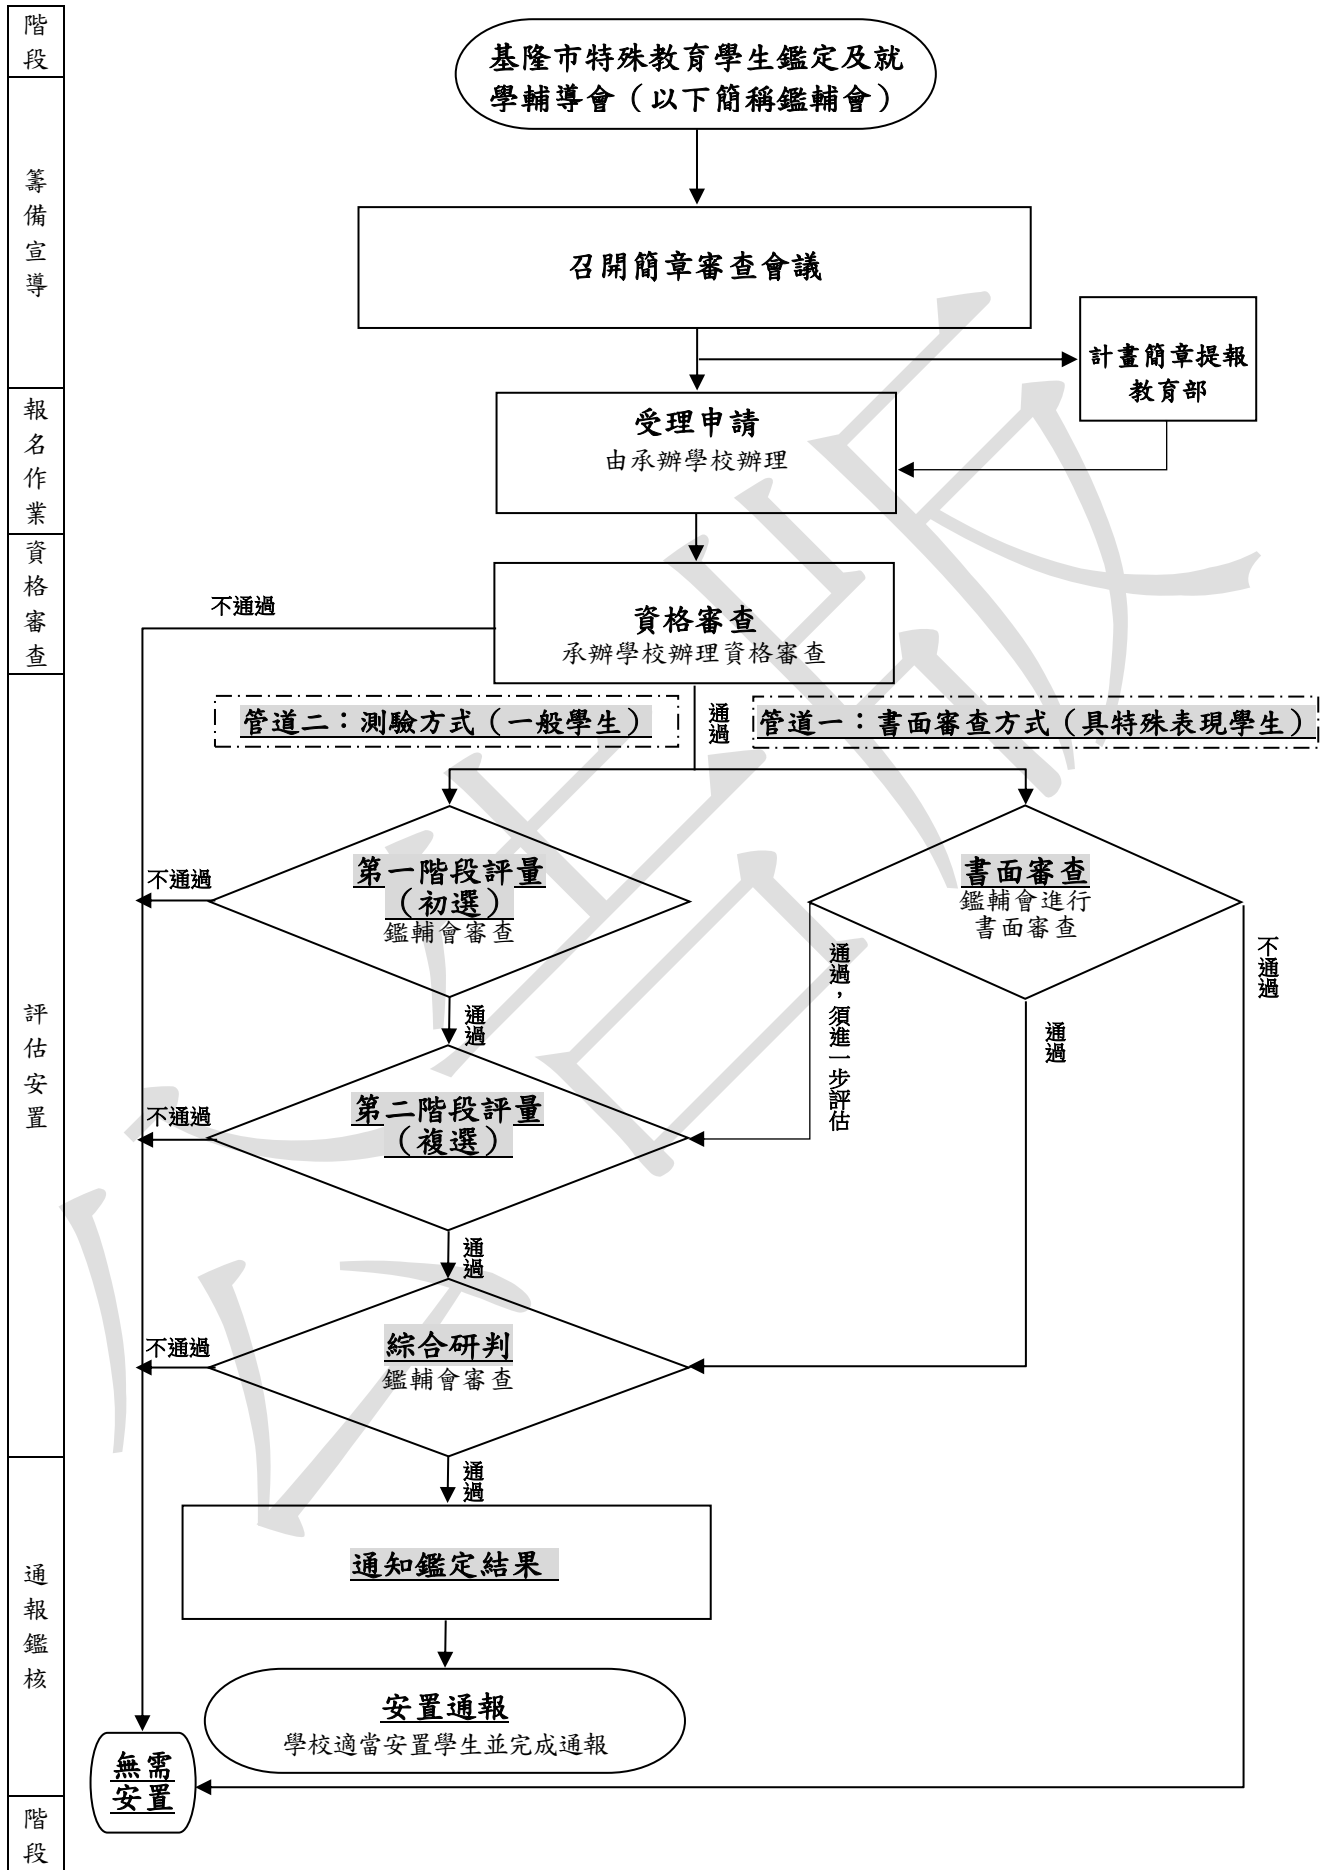 階
段
籌
備
宣
導
報
名
作
業
資
格
審
查
評
估
安
置
通
報
鑑
核
階
段
基隆市特殊教育學生鑑定及就
學輔導會（以下簡稱鑑輔會）
召開簡章審查會議
計畫簡章提報
教育部
受理申請
由承辦學校辦理
資格審查
承辦學校辦理資格審查
不通過
通過
管道二：測驗方式（一般學生）
管道一：書面審查方式（具特殊表現學生）
第一階段評量
（初選）
鑑輔會審查
不通過
通過
書面審查
鑑輔會進行
書面審查
通過，須進一步評估
通過
不通過
第二階段評量
（複選）
不通過
通過
綜合研判
鑑輔會審查
不通過
通過
通知鑑定結果
安置通報
學校適當安置學生並完成通報
無需
安置
公告版